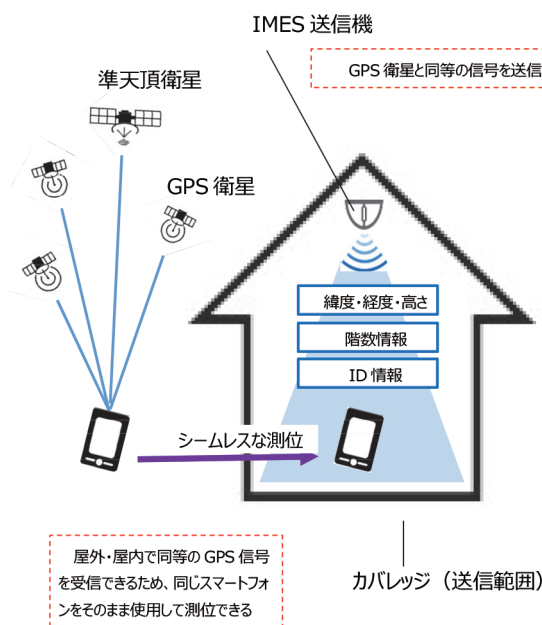 IMES 送信機
GPS 衛星と同等の信号を送信
準天頂衛星
GPS 衛星
緯度・経度・高さ
階数情報
ID 情報
シームレスな測位
屋外・屋内で同等の GPS 信号
を受信できるため、同じスマートフォ
ンをそのまま使用して測位できる
カバレッジ（送信範囲）